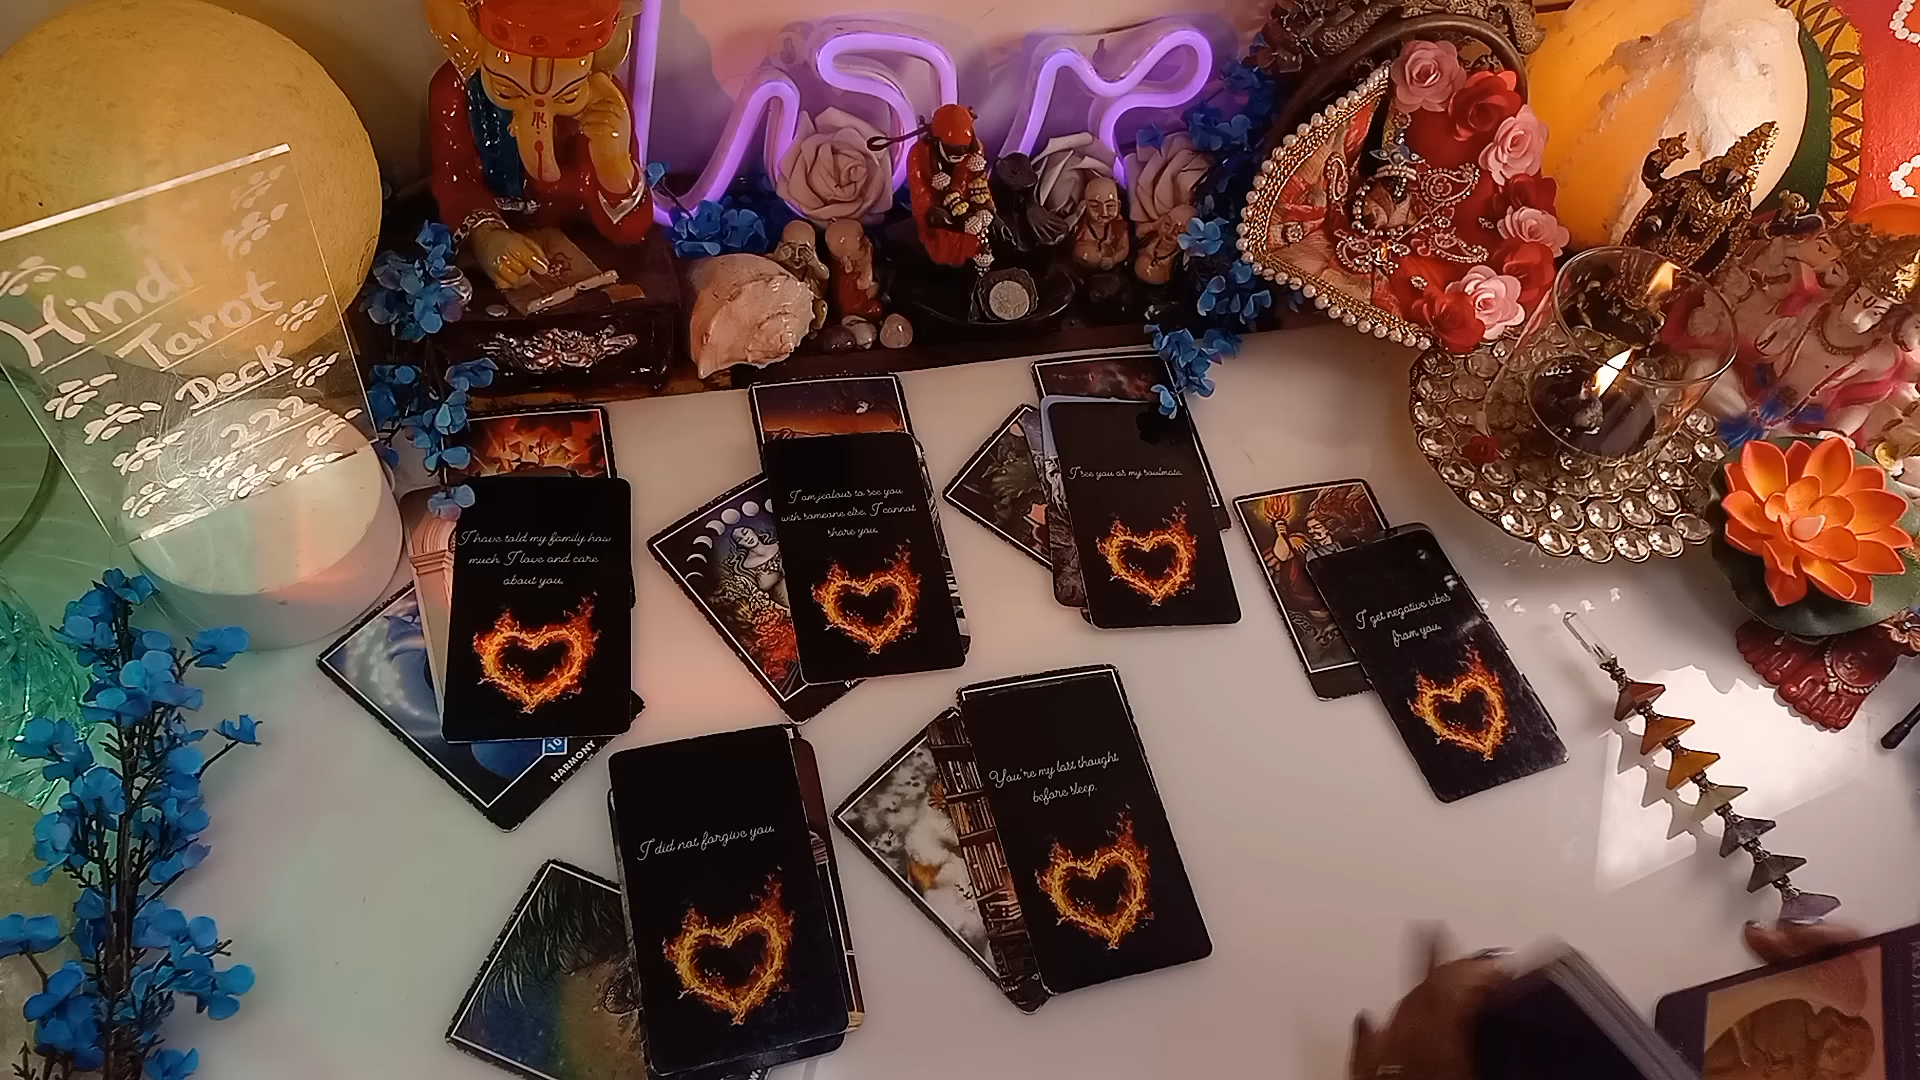 Hindi
Tarot
Deck
222
I have told my family how
much I love and care
about you.
I am jealous to see you
with someone else. I cannot
share you.
I see you as my soulmate.
I get negative vibes
from you.
HARMONY
10
I did not forgive you.
You're my last thought
before sleep.